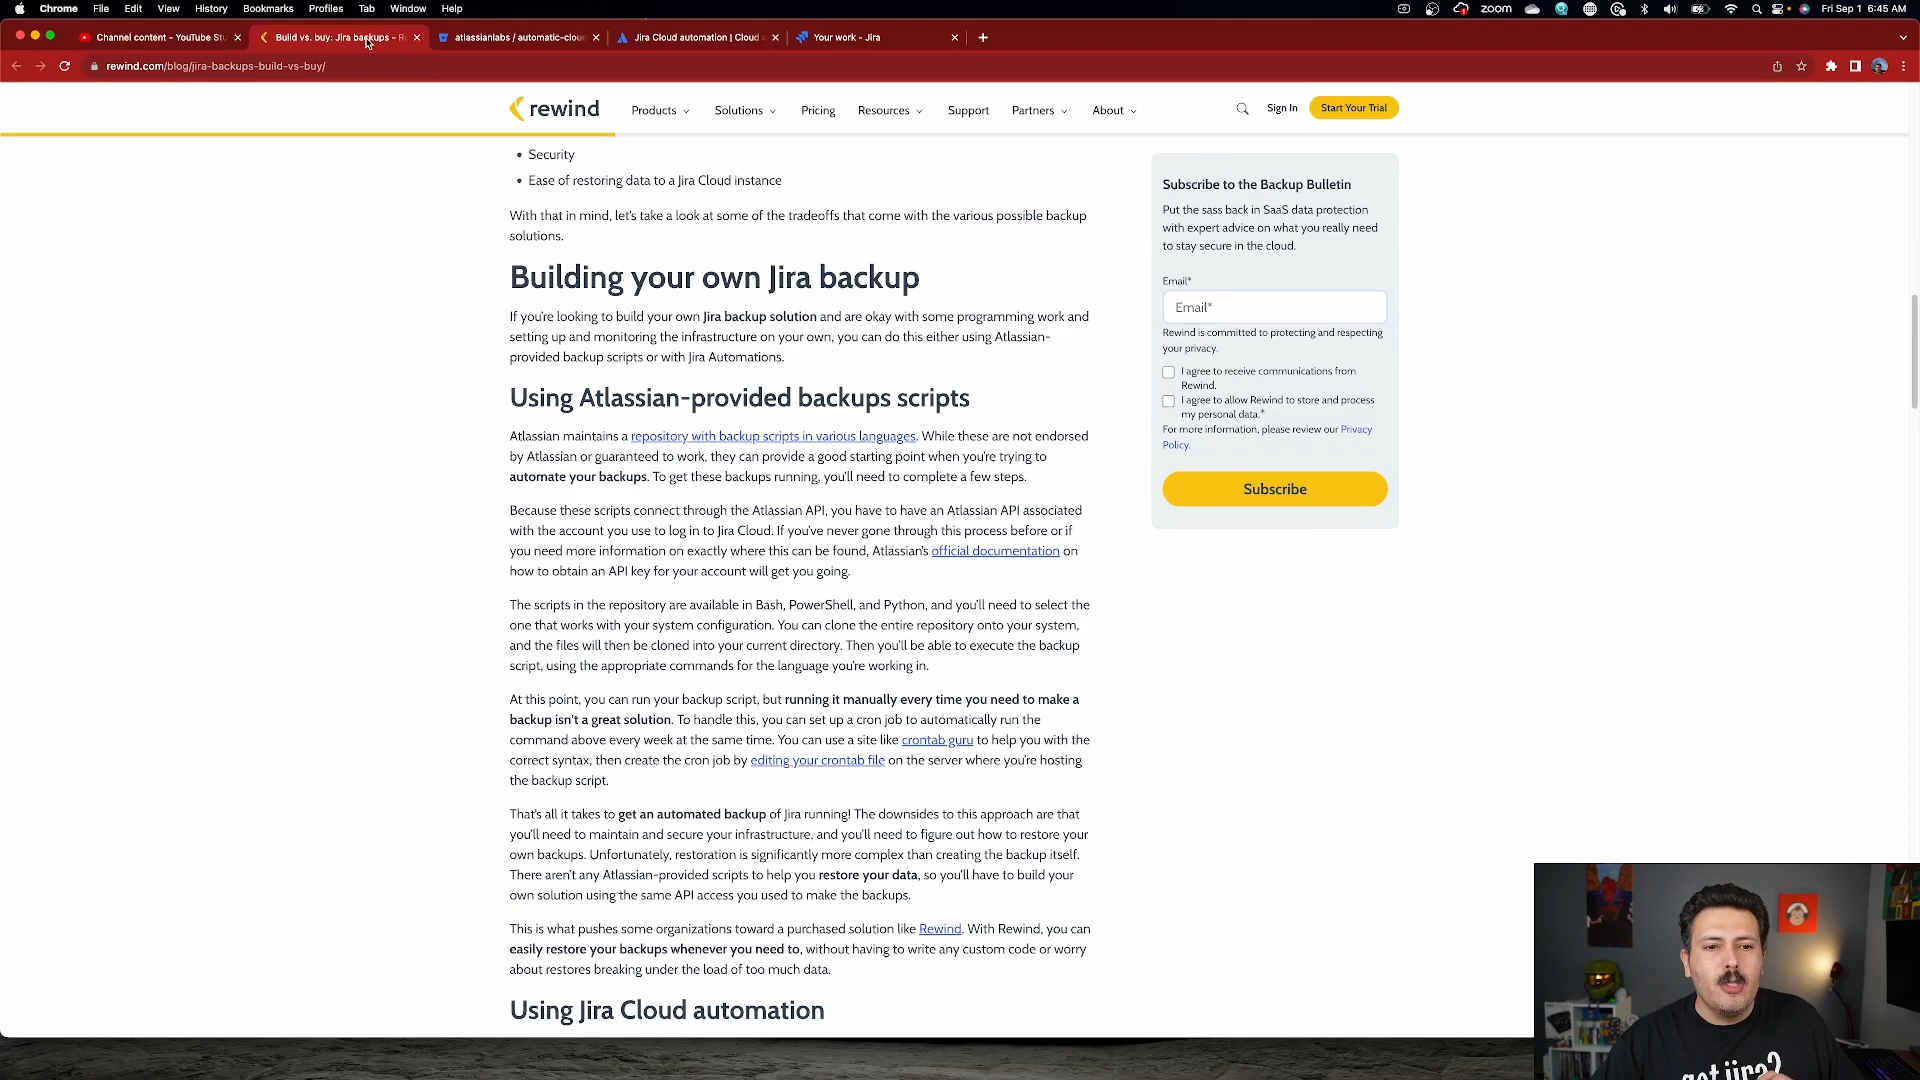 Chrome File Edit View History Bookmarks Profiles Tab Window Help
zoom Fri Sep 1 6:45 AM
Channel content - YouTube Stu
Build vs. buy: Jira backups - R
atlassianlabs / automatic-cloud
Jira Cloud automation | Cloud
Your work - Jira
rewind.com/blog/jira-backups-build-vs-buy/
rewind Products Solutions Pricing Resources Support Partners About Sign In Start Your Trial
• Security
• Ease of restoring data to a Jira Cloud instance
With that in mind, let's take a look at some of the tradeoffs that come with the various possible backup
solutions.
Building your own Jira backup
If you're looking to build your own Jira backup solution and are okay with some programming work and
setting up and monitoring the infrastructure on your own, you can do this either using Atlassian-
provided backup scripts or with Jira Automations.
Using Atlassian-provided backups scripts
Atlassian maintains a repository with backup scripts in various languages. While these are not endorsed
by Atlassian or guaranteed to work, they can provide a good starting point when you're trying to
automate your backups. To get these backups running, you'll need to complete a few steps.
Because these scripts connect through the Atlassian API, you have to have an Atlassian API associated
with the account you use to log in to Jira Cloud. If you've never gone through this process before or if
you need more information on exactly where this can be found, Atlassian's official documentation on
how to obtain an API key for your account will get you going.
The scripts in the repository are available in Bash, PowerShell, and Python, and you'll need to select the
one that works with your system configuration. You can clone the entire repository onto your system,
and the files will then be cloned into your current directory. Then you'll be able to execute the backup
script, using the appropriate commands for the language you're working in.
At this point, you can run your backup script, but running it manually every time you need to make a
backup isn't a great solution. To handle this, you can set up a cron job to automatically run the
command above every week at the same time. You can use a site like crontab guru to help you with the
correct syntax, then create the cron job by editing your crontab file on the server where you're hosting
the backup script.
That's all it takes to get an automated backup of Jira running! The downsides to this approach are that
you'll need to maintain and secure your infrastructure, and you'll need to figure out how to restore your
own backups. Unfortunately, restoration is significantly more complex than creating the backup itself.
There aren't any Atlassian-provided scripts to help you restore your data, so you'll have to build your
own solution using the same API access you used to make the backups.
This is what pushes some organizations toward a purchased solution like Rewind. With Rewind, you can
easily restore your backups whenever you need to, without having to write any custom code or worry
about restores breaking under the load of too much data.
Using Jira Cloud automation
Subscribe to the Backup Bulletin
Put the sass back in SaaS data protection
with expert advice on what you really need
to stay secure in the cloud.
Email*
Email*
Rewind is committed to protecting and respecting
your privacy.
I agree to receive communications from
Rewind.
I agree to allow Rewind to store and process
my personal data.*
For more information, please review our Privacy
Policy.
Subscribe
got jira?